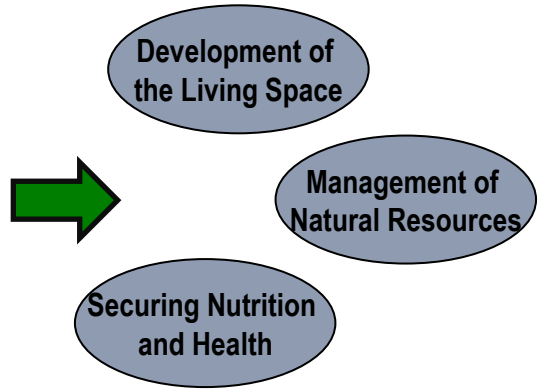 Development of
the Living Space
Management of
Natural Resources
Securing Nutrition
and Health